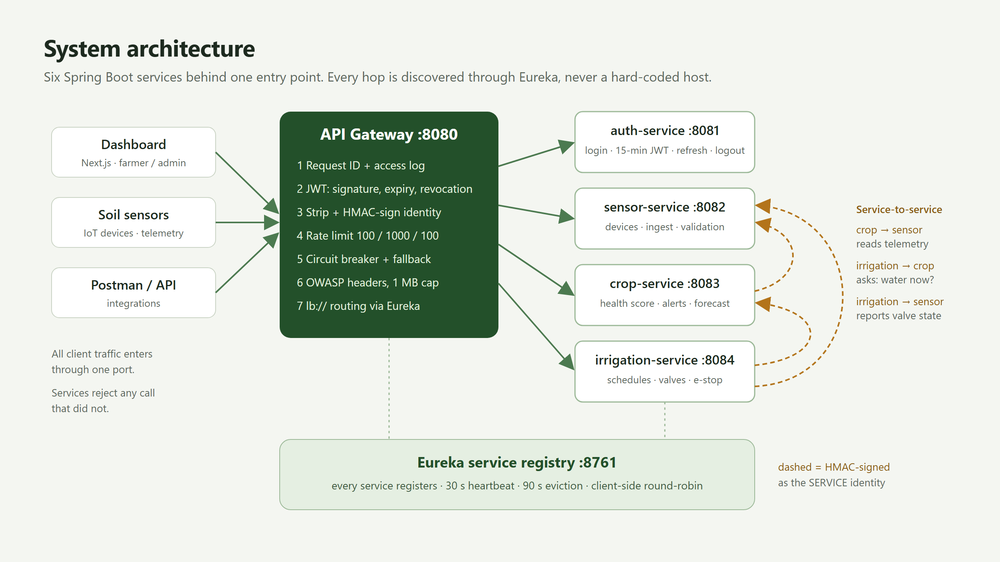 System architecture
Six Spring Boot services behind one entry point. Every hop is discovered through Eureka, never a hard-coded host.
Dashboard
Next.js · farmer / admin
Soil sensors
IoT devices · telemetry
Postman / API
integrations
All client traffic enters
through one port.
Services reject any call
that did not.
API Gateway :8080
1 Request ID + access log
2 JWT: signature, expiry, revocation
3 Strip + HMAC-sign identity
4 Rate limit 100 / 1000 / 100
5 Circuit breaker + fallback
6 OWASP headers, 1 MB cap
7 lb:// routing via Eureka
auth-service :8081
login · 15-min JWT · refresh · logout
sensor-service :8082
devices · ingest · validation
crop-service :8083
health score · alerts · forecast
irrigation-service :8084
schedules · valves · e-stop
Service-to-service
crop → sensor
reads telemetry
irrigation → crop
asks: water now?
irrigation → sensor
reports valve state
Eureka service registry :8761
every service registers · 30 s heartbeat · 90 s eviction · client-side round-robin
dashed = HMAC-signed
as the SERVICE identity